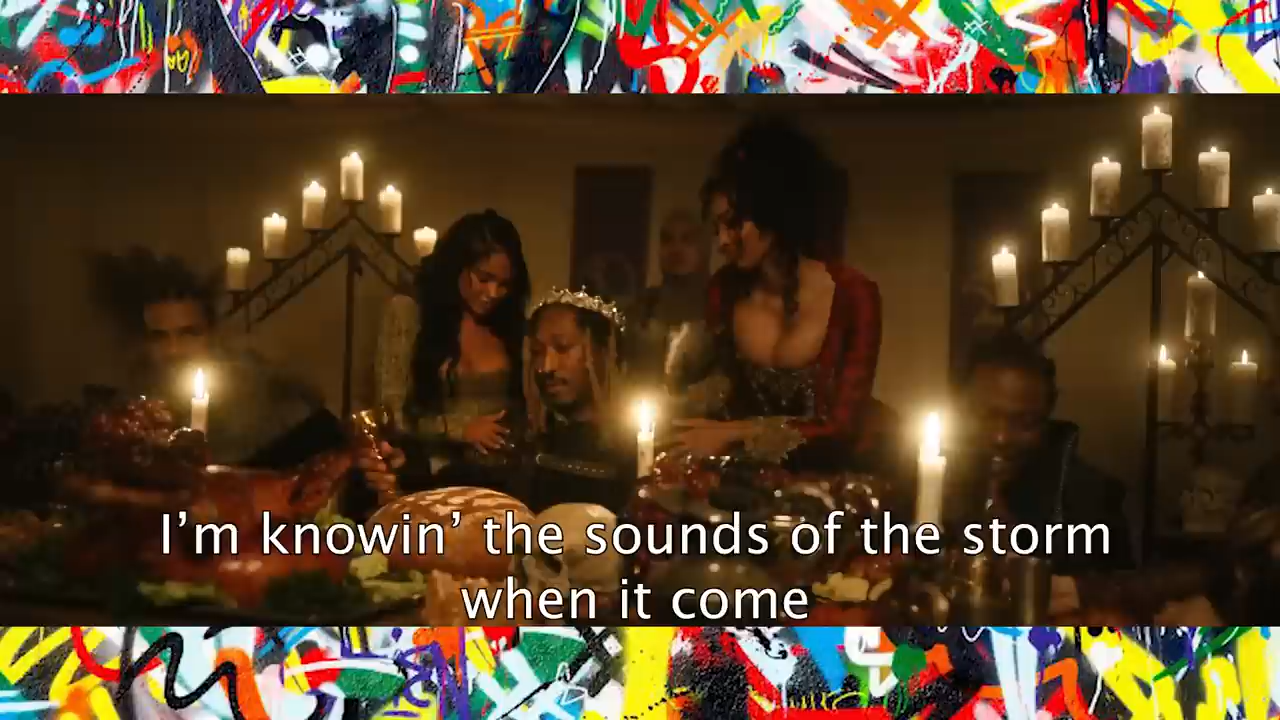 I’m knowin’ the sounds of the storm
when it come